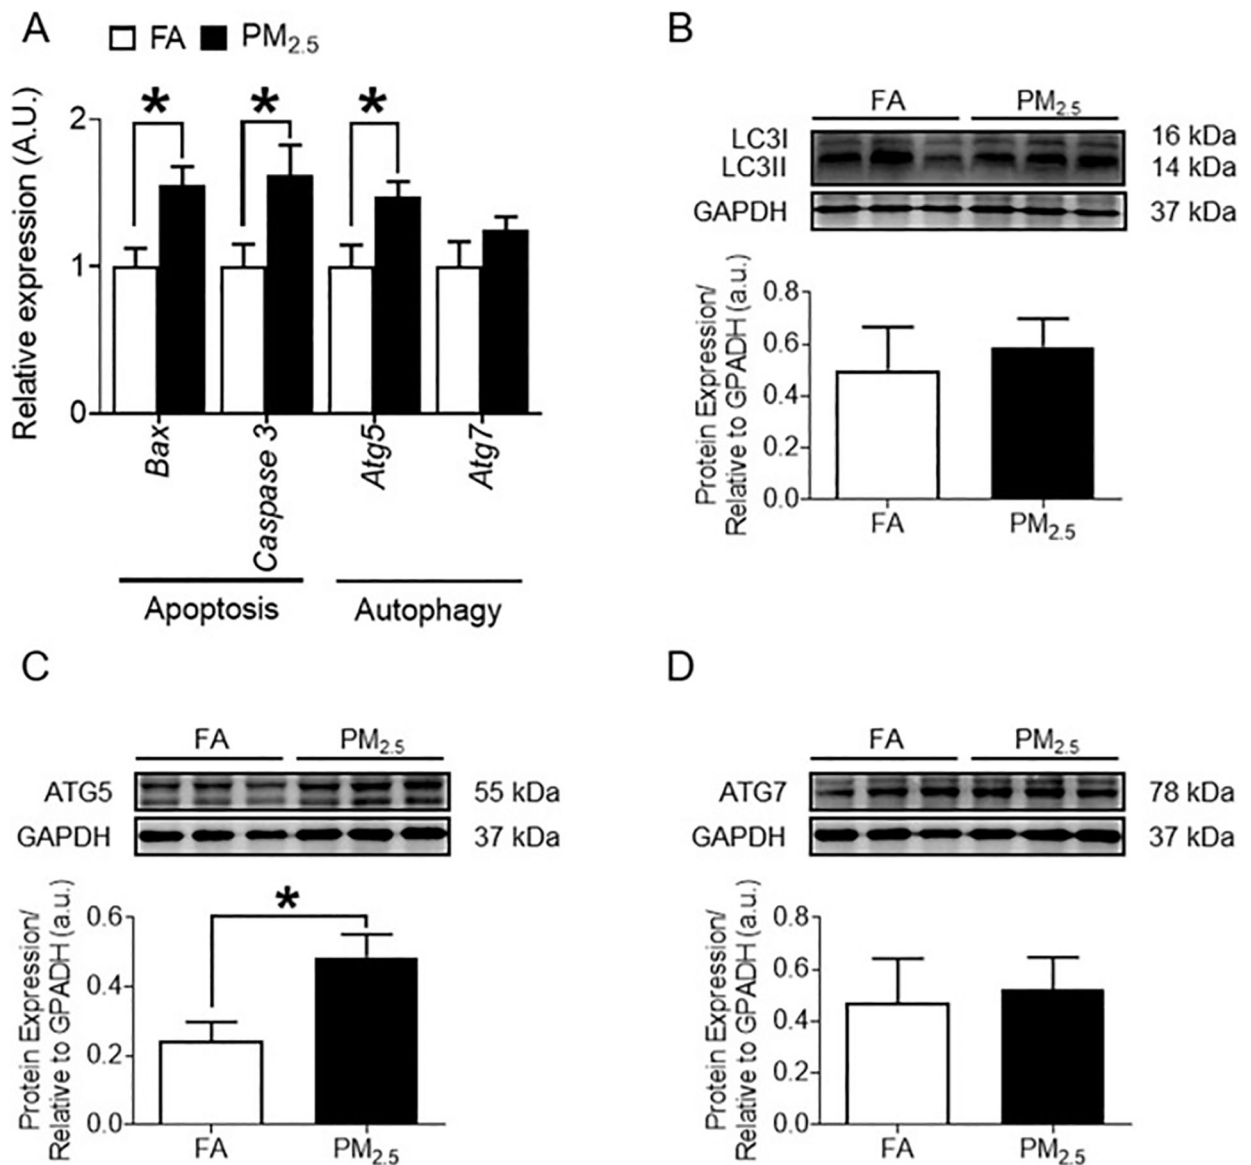 A
FA PM2.5
Relative expression (A.U.)
2
1
0
* * *
Bax
Caspase 3
Atg5
Atg7
Apoptosis Autophagy
B
FA PM2.5
LC3I 16 kDa
LC3II 14 kDa
GAPDH 37 kDa
Protein Expression/
Relative to GPADH (a.u.)
0.8
0.6
0.4
0.2
0.0
FA PM2.5
C
FA PM2.5
ATG5 55 kDa
GAPDH 37 kDa
Protein Expression/
Relative to GPADH (a.u.)
0.6
0.4
0.2
0.0
*
FA PM2.5
D
FA PM2.5
ATG7 78 kDa
GAPDH 37 kDa
Protein Expression/
Relative to GPADH (a.u.)
0.8
0.6
0.4
0.2
0.0
FA PM2.5